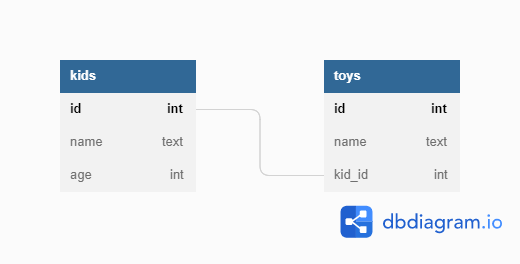 kids
id int
name text
age int
toys
id int
name text
kid_id int
dbdiagram.io